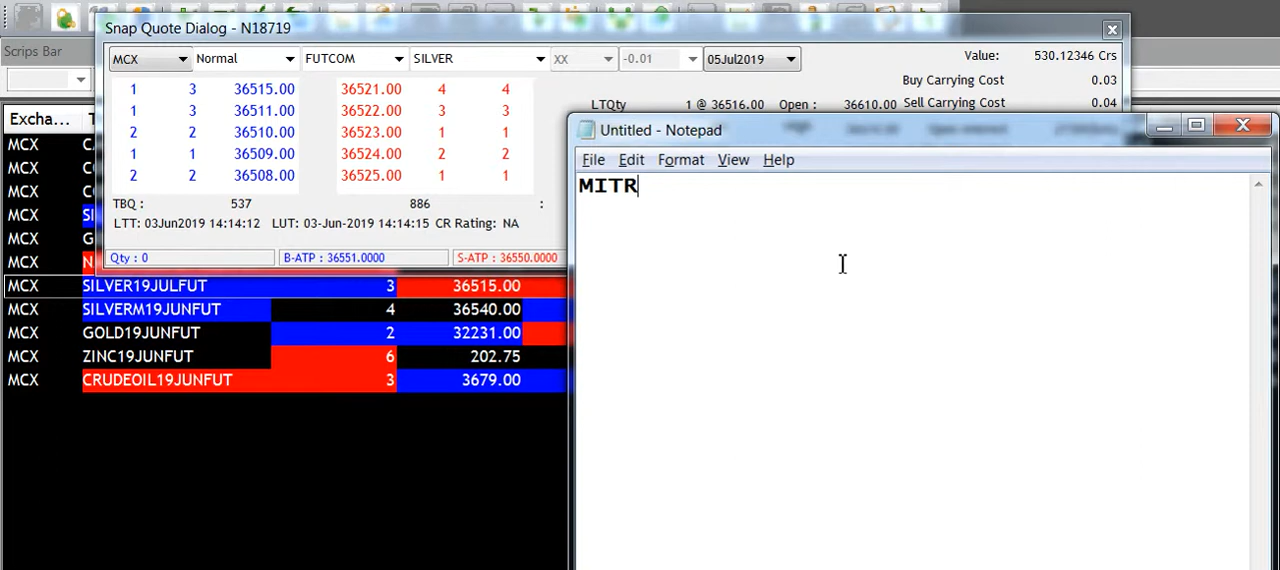 Snap Quote Dialog - N18719
Scrips Bar
MCX Normal FUTCOM SILVER XX -0.01 05Jul2019 Value: 530.12346 Crs
Buy Carrying Cost 0.03
Sell Carrying Cost 0.04
1 3 36515.00 36521.00 4 4
LTQty 1 @ 36516.00 Open : 36610.00
1 3 36511.00 36522.00 3 3
2 2 36510.00 36523.00 1 1
1 1 36509.00 36524.00 2 2
2 2 36508.00 36525.00 1 1
TBQ : 537 886 :
LTT: 03Jun2019 14:14:12 LUT: 03-Jun-2019 14:14:15 CR Rating: NA
Qty : 0 B-ATP : 36551.0000 S-ATP : 36550.0000
Untitled - Notepad
File Edit Format View Help
MITR
Excha...
MCX
MCX
MCX
MCX
MCX
MCX
MCX SILVER19JULFUT 3 36515.00
MCX SILVERM19JUNFUT 4 36540.00
MCX GOLD19JUNFUT 2 32231.00
MCX ZINC19JUNFUT 6 202.75
MCX CRUDEOIL19JUNFUT 3 3679.00